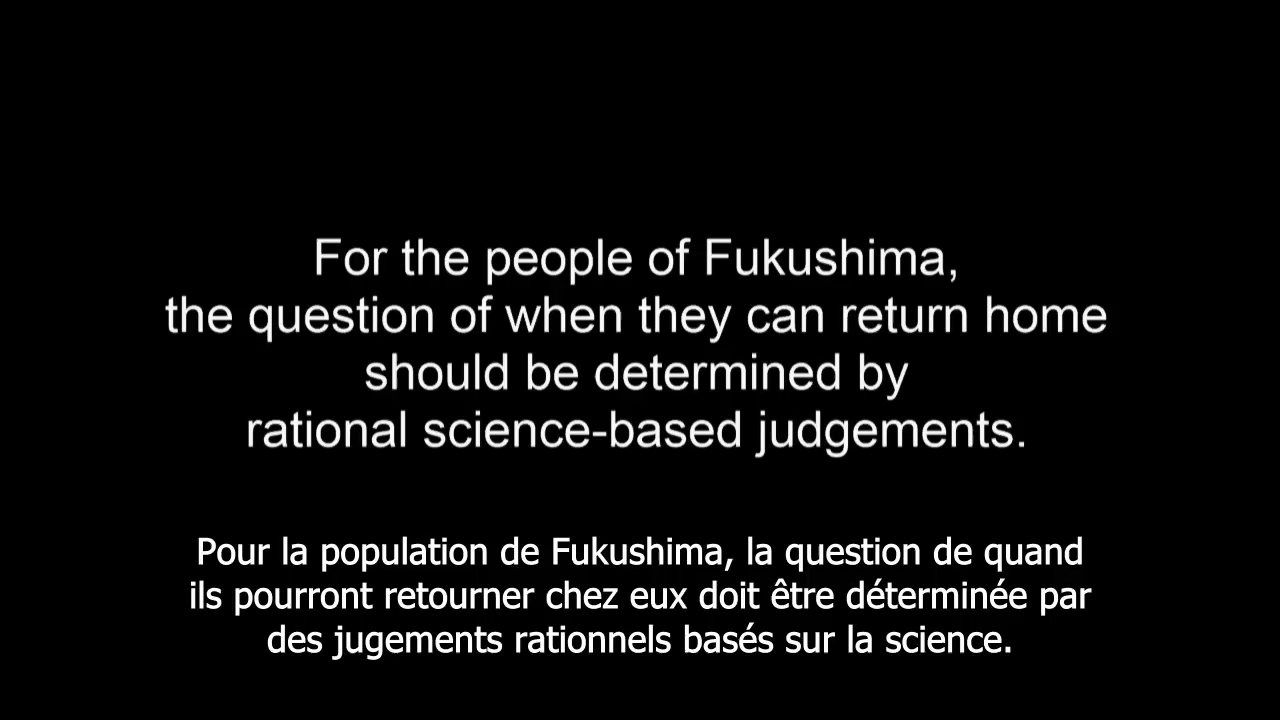 For the people of Fukushima,
the question of when they can return home
should be determined by
rational science-based judgements.
Pour la population de Fukushima, la question de quand
ils pourront retourner chez eux doit être déterminée par
des jugements rationnels basés sur la science.